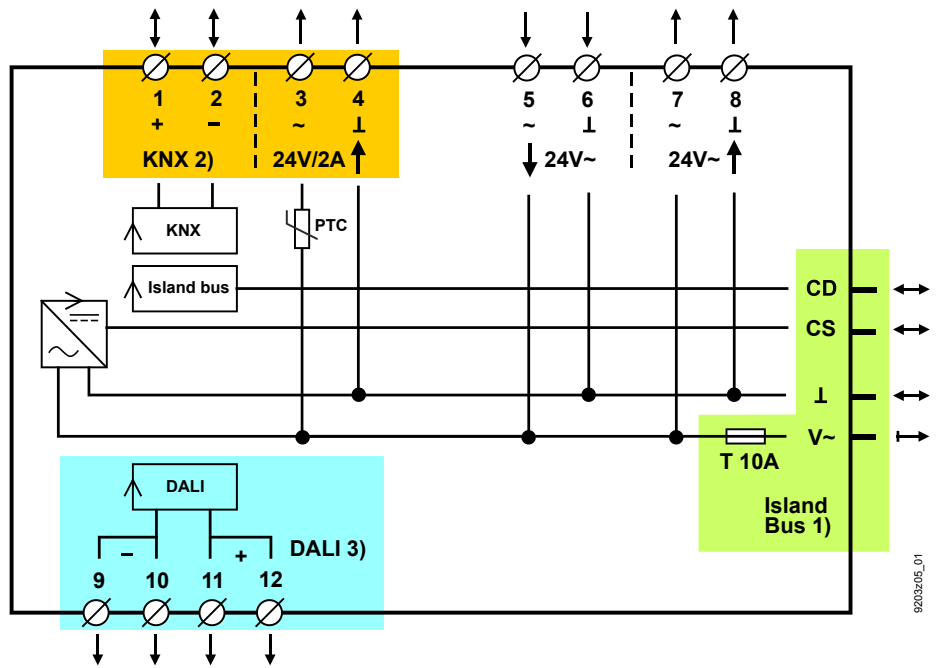 1 2 3 4 5 6 7 8
+ − ~ ⊥ ~ ⊥ ~ ⊥
KNX 2) 24V/2A 24V~ 24V~
KNX
PTC
Island bus
CD
CS
⊥
V~
T 10A
Island
Bus 1)
DALI
− + DALI 3)
9 10 11 12
9203z05_01